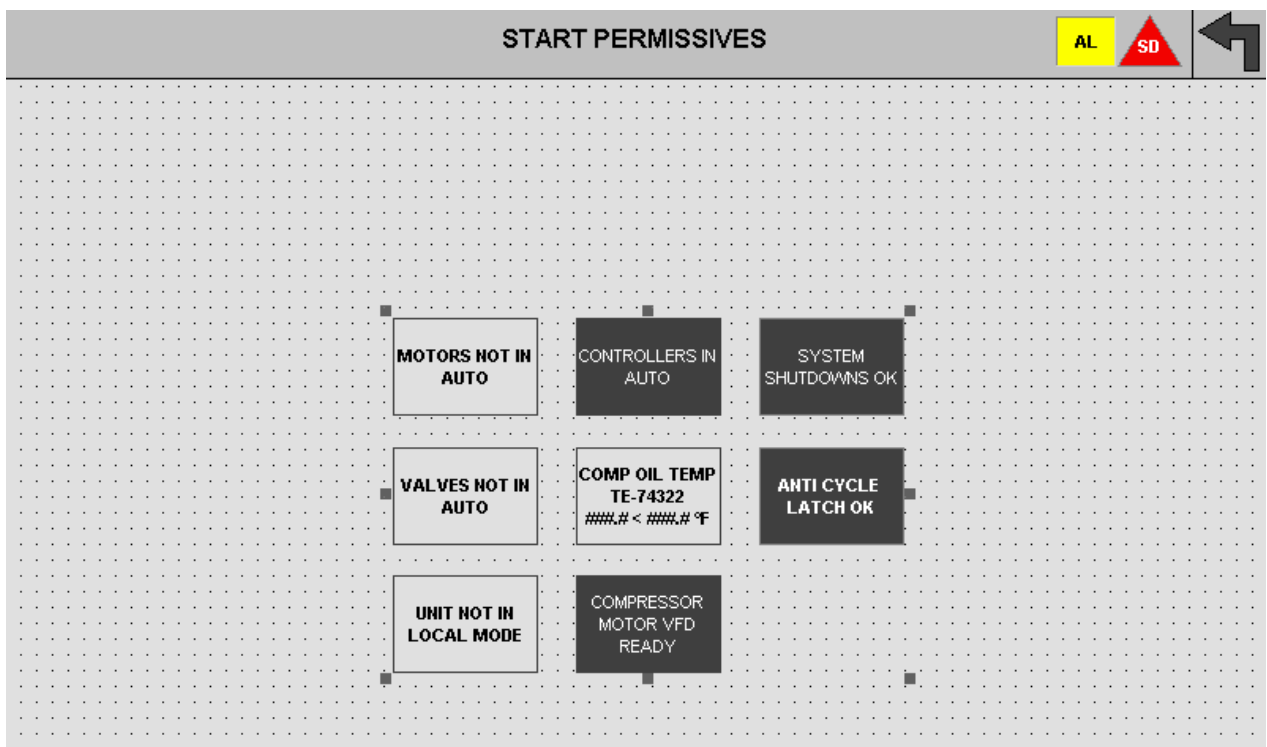 START PERMISSIVES
AL
SD
MOTORS NOT IN
AUTO
CONTROLLERS IN
AUTO
SYSTEM
SHUTDOWNS OK
VALVES NOT IN
AUTO
COMP OIL TEMP
TE-74322
###.# < ###.# °F
ANTI CYCLE
LATCH OK
UNIT NOT IN
LOCAL MODE
COMPRESSOR
MOTOR VFD
READY